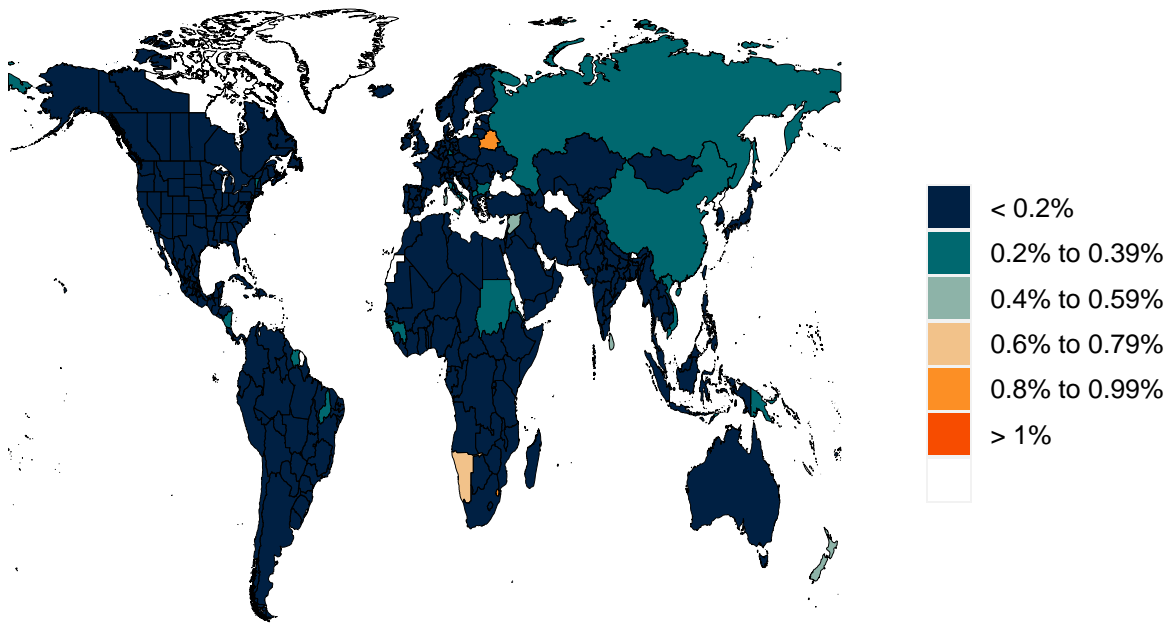 < 0.2%
0.2% to 0.39%
0.4% to 0.59%
0.6% to 0.79%
0.8% to 0.99%
> 1%